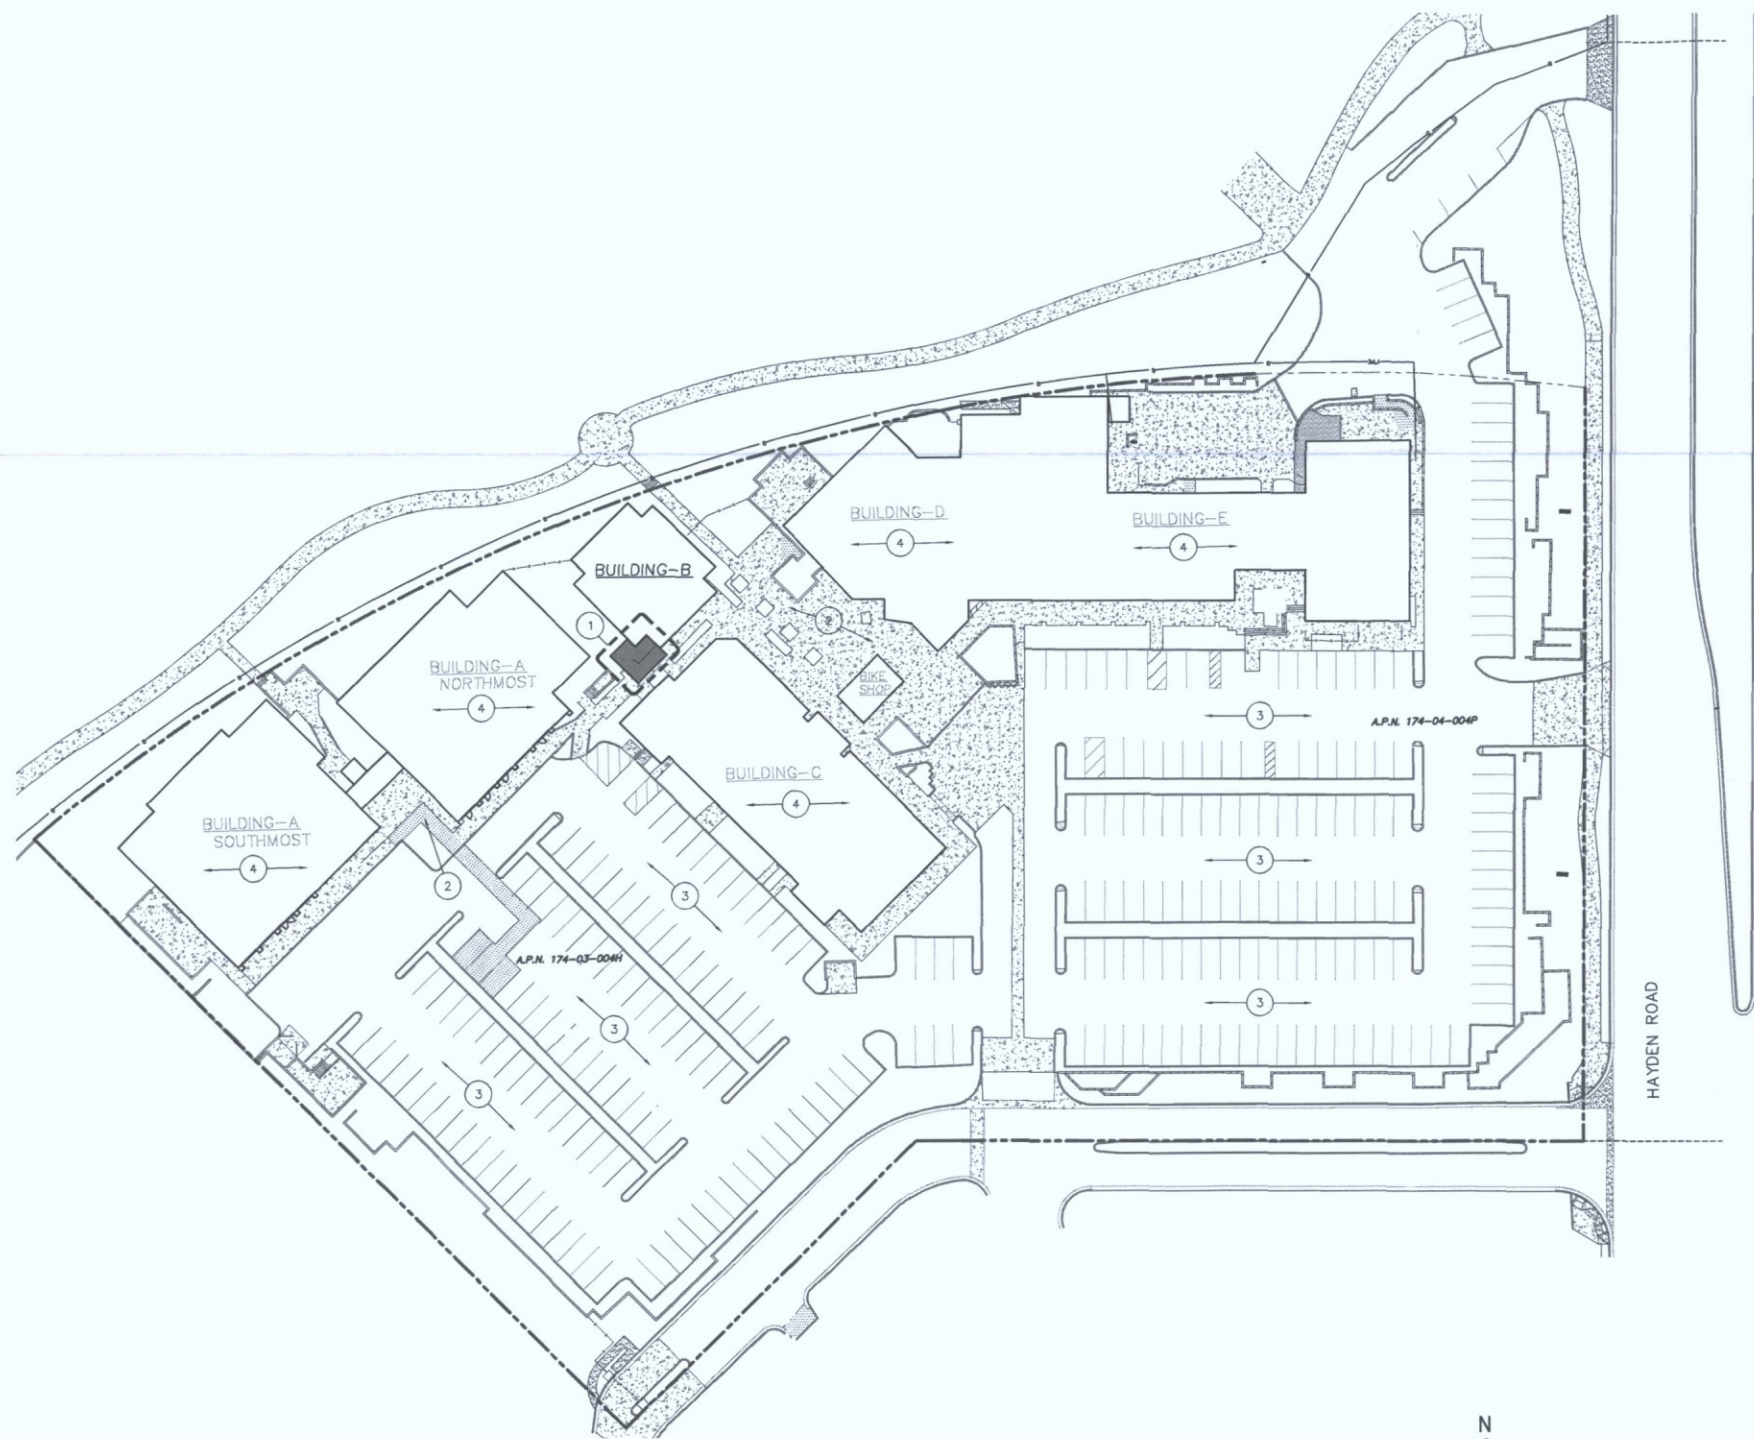 BUILDING-D
4
BUILDING-E
4
BUILDING-B
1
2
BUILDING-A
NORTHMOST
4
BIKE
SHOP
3
A.P.N. 174-04-004P
BUILDING-C
4
BUILDING-A
SOUTHMOST
4
2
3
3
A.P.N. 174-03-004H
3
3
3
HAYDEN ROAD
N